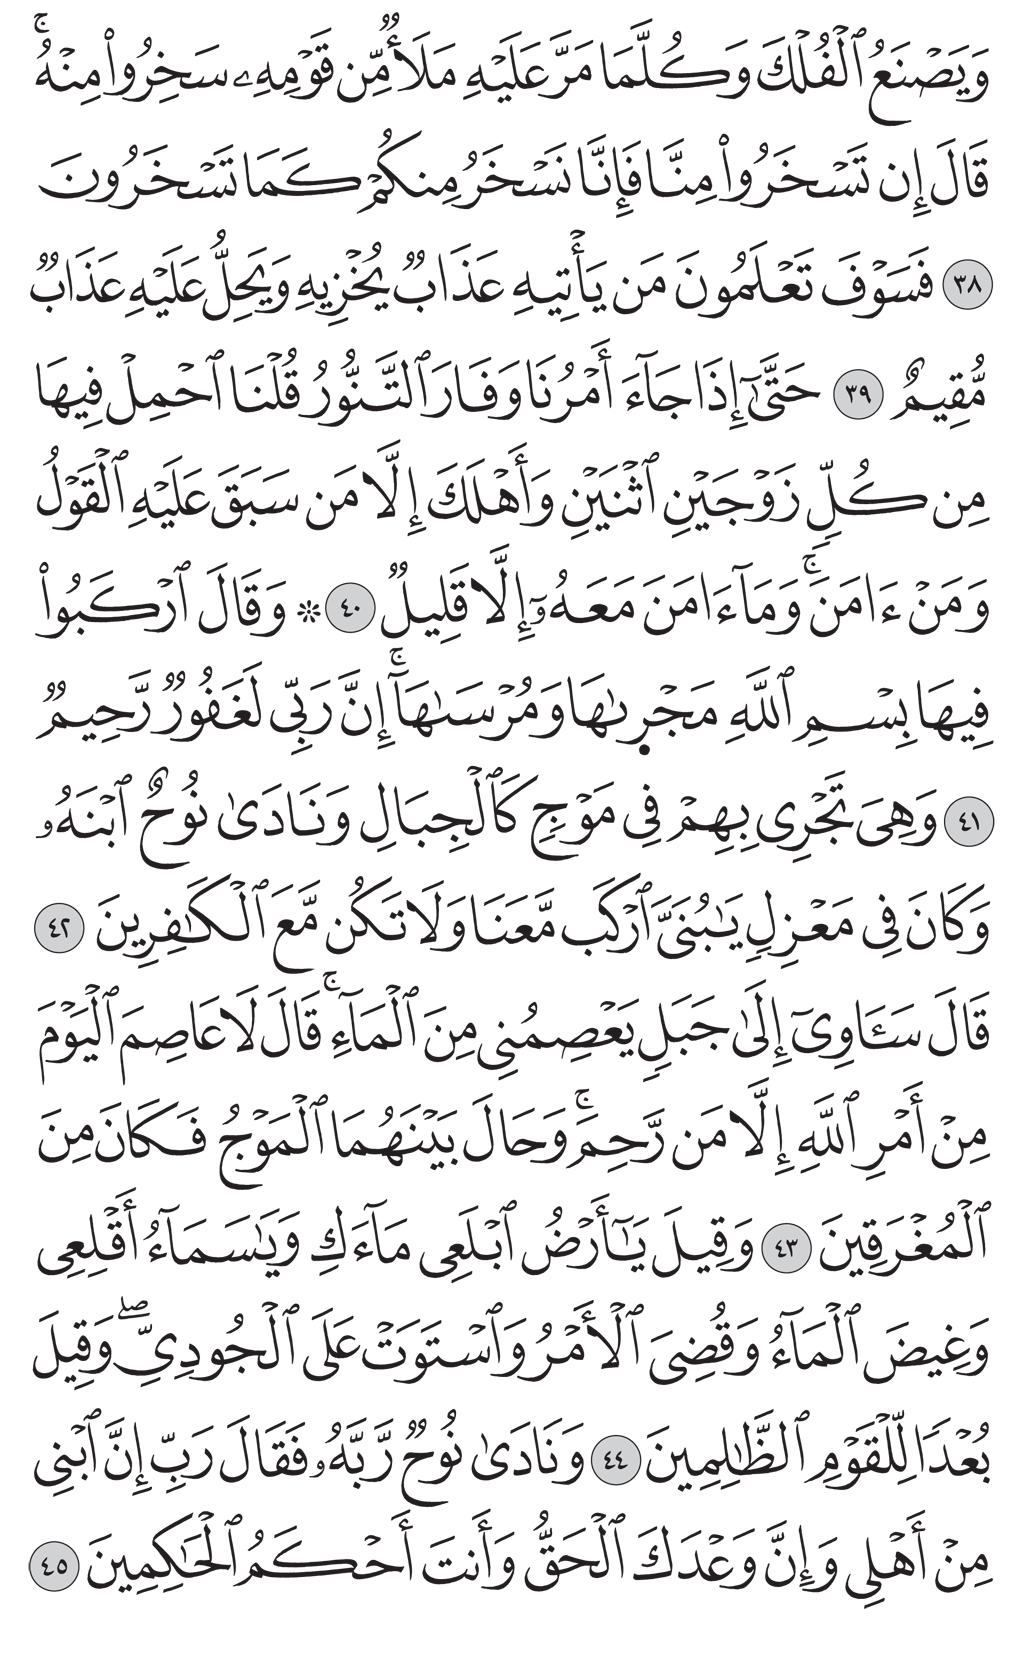 وَيَصْنَعُ ٱلْفُلْكَ وَكُلَّمَا مَرَّ عَلَيْهِ مَلَأٌ مِّن قَوْمِهِۦ سَخِرُوا۟ مِنْهُ ۚ
قَالَ إِن تَسْخَرُوا۟ مِنَّا فَإِنَّا نَسْخَرُ مِنكُمْ كَمَا تَسْخَرُونَ
٣٨ فَسَوْفَ تَعْلَمُونَ مَن يَأْتِيهِ عَذَابٌ يُخْزِيهِ وَيَحِلُّ عَلَيْهِ عَذَابٌ
مُّقِيمٌ ٣٩ حَتَّىٰٓ إِذَا جَآءَ أَمْرُنَا وَفَارَ ٱلتَّنُّورُ قُلْنَا ٱحْمِلْ فِيهَا
مِن كُلٍّ زَوْجَيْنِ ٱثْنَيْنِ وَأَهْلَكَ إِلَّا مَن سَبَقَ عَلَيْهِ ٱلْقَوْلُ
وَمَنْ ءَامَنَ ۚ وَمَآ ءَامَنَ مَعَهُۥٓ إِلَّا قَلِيلٌ ٤٠ ۞ وَقَالَ ٱرْكَبُوا۟
فِيهَا بِسْمِ ٱللَّهِ مَجْر۪ىٰهَا وَمُرْسَىٰهَآ ۚ إِنَّ رَبِّى لَغَفُورٌ رَّحِيمٌ
٤١ وَهِىَ تَجْرِى بِهِمْ فِى مَوْجٍ كَٱلْجِبَالِ وَنَادَىٰ نُوحٌ ٱبْنَهُۥ
وَكَانَ فِى مَعْزِلٍ يَـٰبُنَىَّ ٱرْكَب مَّعَنَا وَلَا تَكُن مَّعَ ٱلْكَـٰفِرِينَ ٤٢
قَالَ سَـَٔاوِىٓ إِلَىٰ جَبَلٍ يَعْصِمُنِى مِنَ ٱلْمَآءِ ۚ قَالَ لَا عَاصِمَ ٱلْيَوْمَ
مِنْ أَمْرِ ٱللَّهِ إِلَّا مَن رَّحِمَ ۚ وَحَالَ بَيْنَهُمَا ٱلْمَوْجُ فَكَانَ مِنَ
ٱلْمُغْرَقِينَ ٤٣ وَقِيلَ يَـٰٓأَرْضُ ٱبْلَعِى مَآءَكِ وَيَـٰسَمَآءُ أَقْلِعِى
وَغِيضَ ٱلْمَآءُ وَقُضِىَ ٱلْأَمْرُ وَٱسْتَوَتْ عَلَى ٱلْجُودِىِّ ۖ وَقِيلَ
بُعْدًا لِّلْقَوْمِ ٱلظَّـٰلِمِينَ ٤٤ وَنَادَىٰ نُوحٌ رَّبَّهُۥ فَقَالَ رَبِّ إِنَّ ٱبْنِى
مِنْ أَهْلِى وَإِنَّ وَعْدَكَ ٱلْحَقُّ وَأَنتَ أَحْكَمُ ٱلْحَـٰكِمِينَ ٤٥